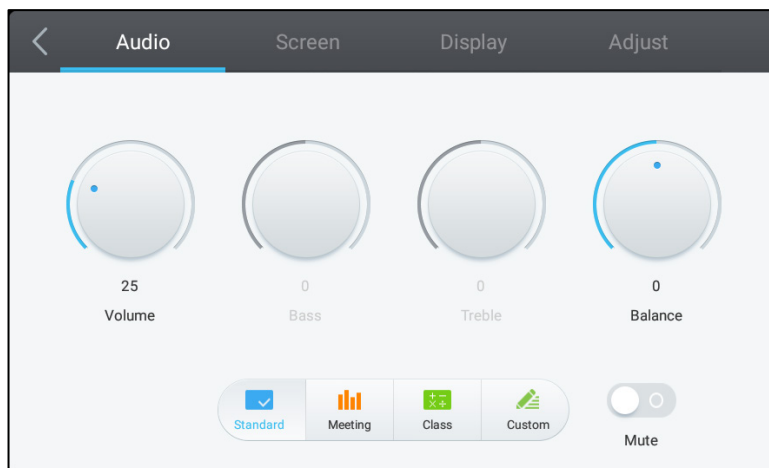 Audio Screen Display Adjust
25 0 0 0
Volume Bass Treble Balance
Standard Meeting Class Custom
Mute